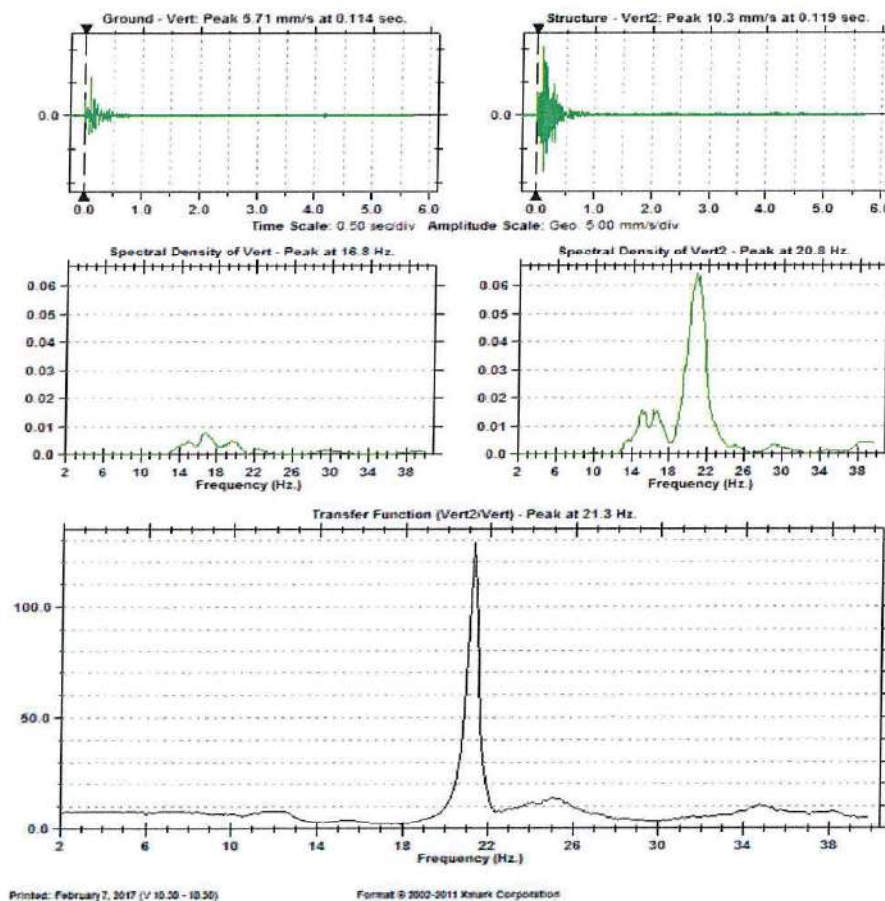 Ground - Vert: Peak 5.71 mm/s at 0.114 sec. Structure - Vert2: Peak 10.3 mm/s at 0.119 sec.
0.0 0.0
0.0 1.0 2.0 3.0 4.0 5.0 6.0 0.0 1.0 2.0 3.0 4.0 5.0 6.0
Time Scale: 0.50 sec/div Amplitude Scale: Geo: 5.00 mm/s/div
Spectral Density of Vert - Peak at 16.8 Hz. Spectral Density of Vert2 - Peak at 20.8 Hz.
0.06 0.06
0.05 0.05
0.04 0.04
0.03 0.03
0.02 0.02
0.01 0.01
0.0 0.0
2 6 10 14 18 22 26 30 34 38 2 6 10 14 18 22 26 30 34 38
Frequency (Hz.) Frequency (Hz.)
Transfer Function (Vert2/Vert) - Peak at 21.3 Hz.
100.0
50.0
0.0
2 6 10 14 18 22 26 30 34 38
Frequency (Hz.)
Printed: February 7, 2017 (V 10.30 - 10.30) Format © 2002-2011 Xmark Corporation